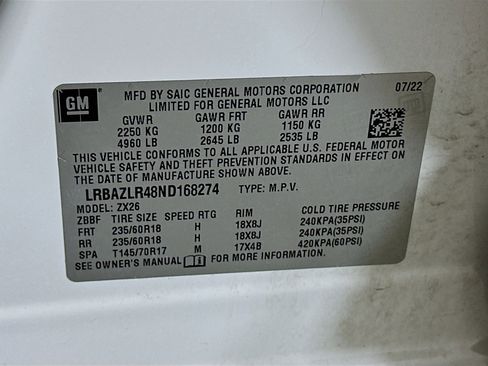 GM
MFD BY SAIC GENERAL MOTORS CORPORATION 07/22
LIMITED FOR GENERAL MOTORS LLC
GVWR GAWR FRT GAWR RR
2250 KG 1200 KG 1150 KG
4960 LB 2645 LB 2535 LB
THIS VEHICLE CONFORMS TO ALL APPLICABLE U.S. FEDERAL MOTOR
VEHICLE SAFETY AND THEFT PREVENTION STANDARDS IN EFFECT ON
THE DATE OF MANUFACTURE SHOWN ABOVE.
LRBAZLR48ND168274 TYPE: M.P.V.
MODEL: ZX26
ZBBF TIRE SIZE SPEED RTG RIM COLD TIRE PRESSURE
FRT 235/60R18 H 18X8J 240KPA(35PSI)
RR 235/60R18 H 18X8J 240KPA(35PSI)
SPA T145/70R17 M 17X4B 420KPA(60PSI)
SEE OWNER'S MANUAL FOR MORE INFORMATION